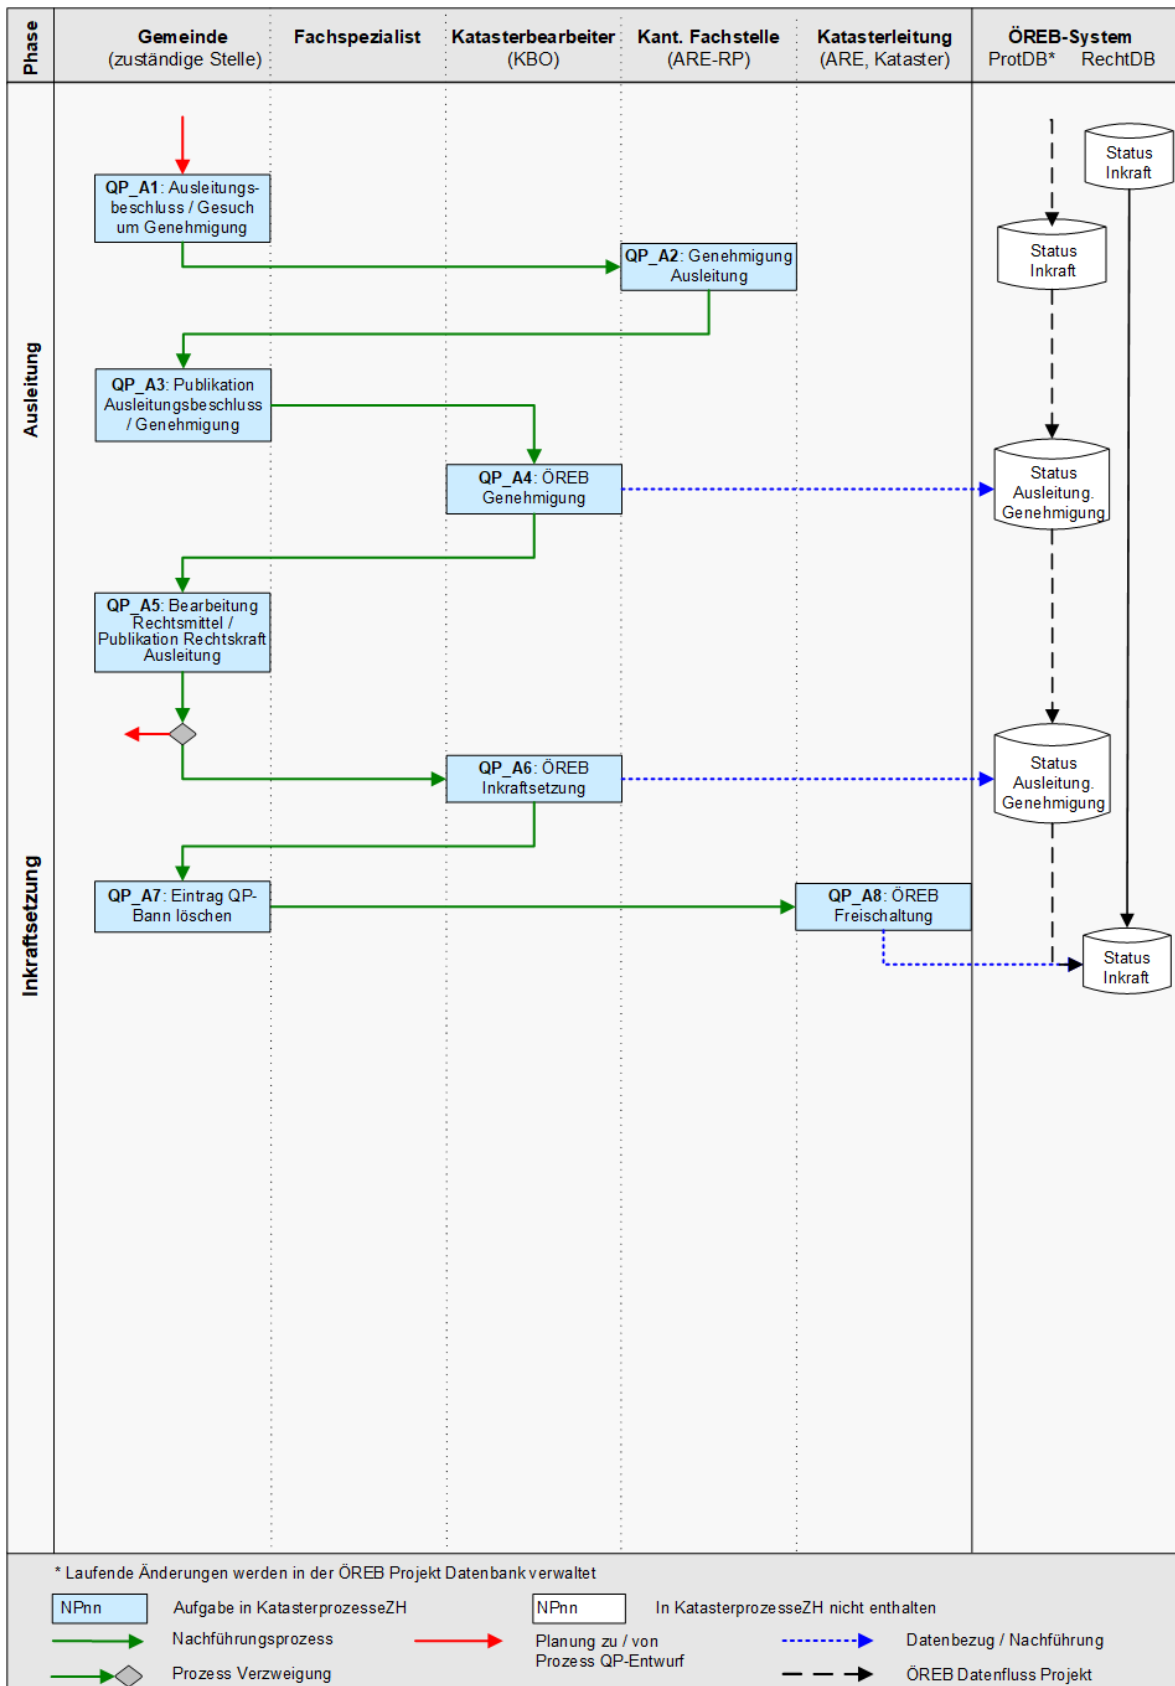 Phase
Gemeinde
(zuständige Stelle)
Fachspezialist
Katasterbearbeiter
(KBO)
Kant. Fachstelle
(ARE-RP)
Katasterleitung
(ARE, Kataster)
ÖREB-System
ProtDB* RechtDB
Ausleitung
QP_A1: Ausleitungs-
beschluss / Gesuch
um Genehmigung
Status
Inkraft
QP_A2: Genehmigung
Ausleitung
Status
Inkraft
QP_A3: Publikation
Ausleitungsbeschluss
/ Genehmigung
QP_A4: ÖREB
Genehmigung
Status
Ausleitung.
Genehmigung
QP_A5: Bearbeitung
Rechtsmittel /
Publikation Rechtskraft
Ausleitung
Inkraftsetzung
QP_A6: ÖREB
Inkraftsetzung
Status
Ausleitung.
Genehmigung
QP_A7: Eintrag QP-
Bann löschen
QP_A8: ÖREB
Freischaltung
Status
Inkraft
* Laufende Änderungen werden in der ÖREB Projekt Datenbank verwaltet
NPnn Aufgabe in KatasterprozesseZH
NPnn In KatasterprozesseZH nicht enthalten
Nachführungsprozess
Planung zu / von
Prozess QP-Entwurf
Datenbezug / Nachführung
Prozess Verzweigung
ÖREB Datenfluss Projekt